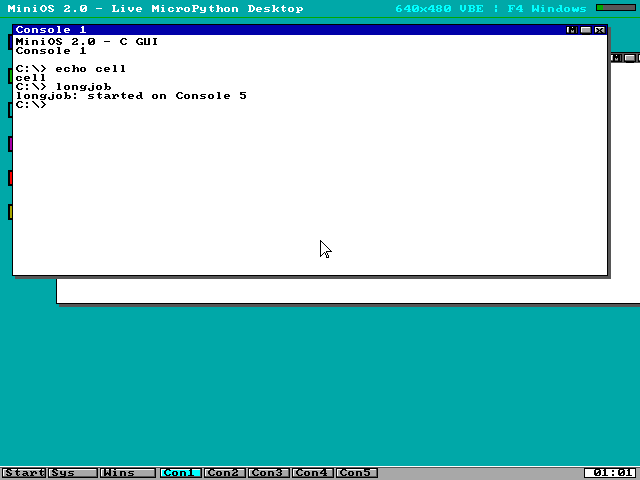 MiniOS 2.0 - Live MicroPython Desktop
640x480 VBE | F4 Windows
Console 1
M
M
MiniOS 2.0 - C GUI
Console 1
C:\> echo cell
cell
C:\> longjob
longjob: started on Console 5
C:\>
Start Sys Wins Con1 Con2 Con3 Con4 Con5 01:01